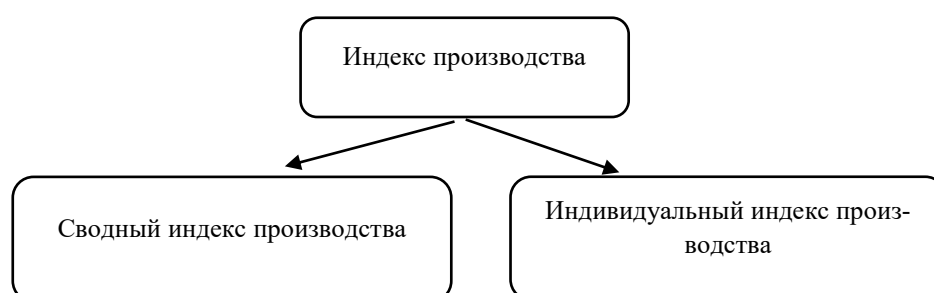 Индекс производства
Сводный индекс производства
Индивидуальный индекс произ-
водства